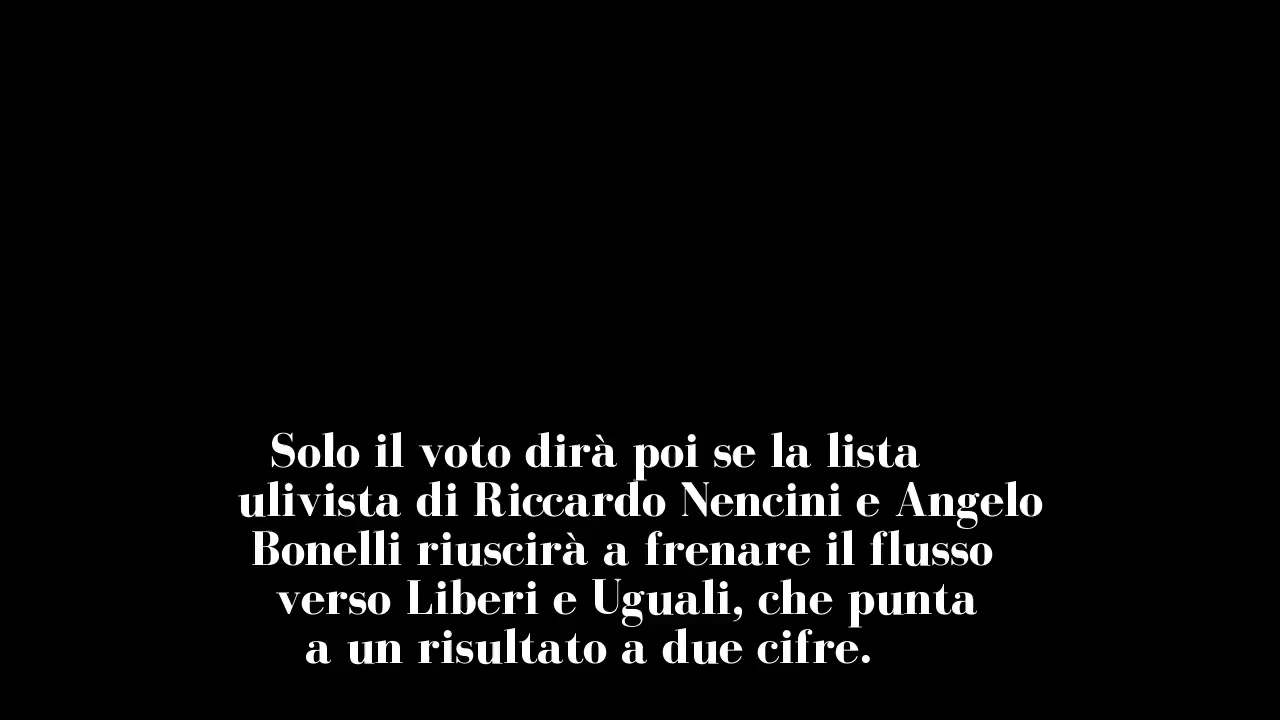 Solo il voto dirà poi se la lista
ulivista di Riccardo Nencini e Angelo
Bonelli riuscirà a frenare il flusso
verso Liberi e Uguali, che punta
a un risultato a due cifre.